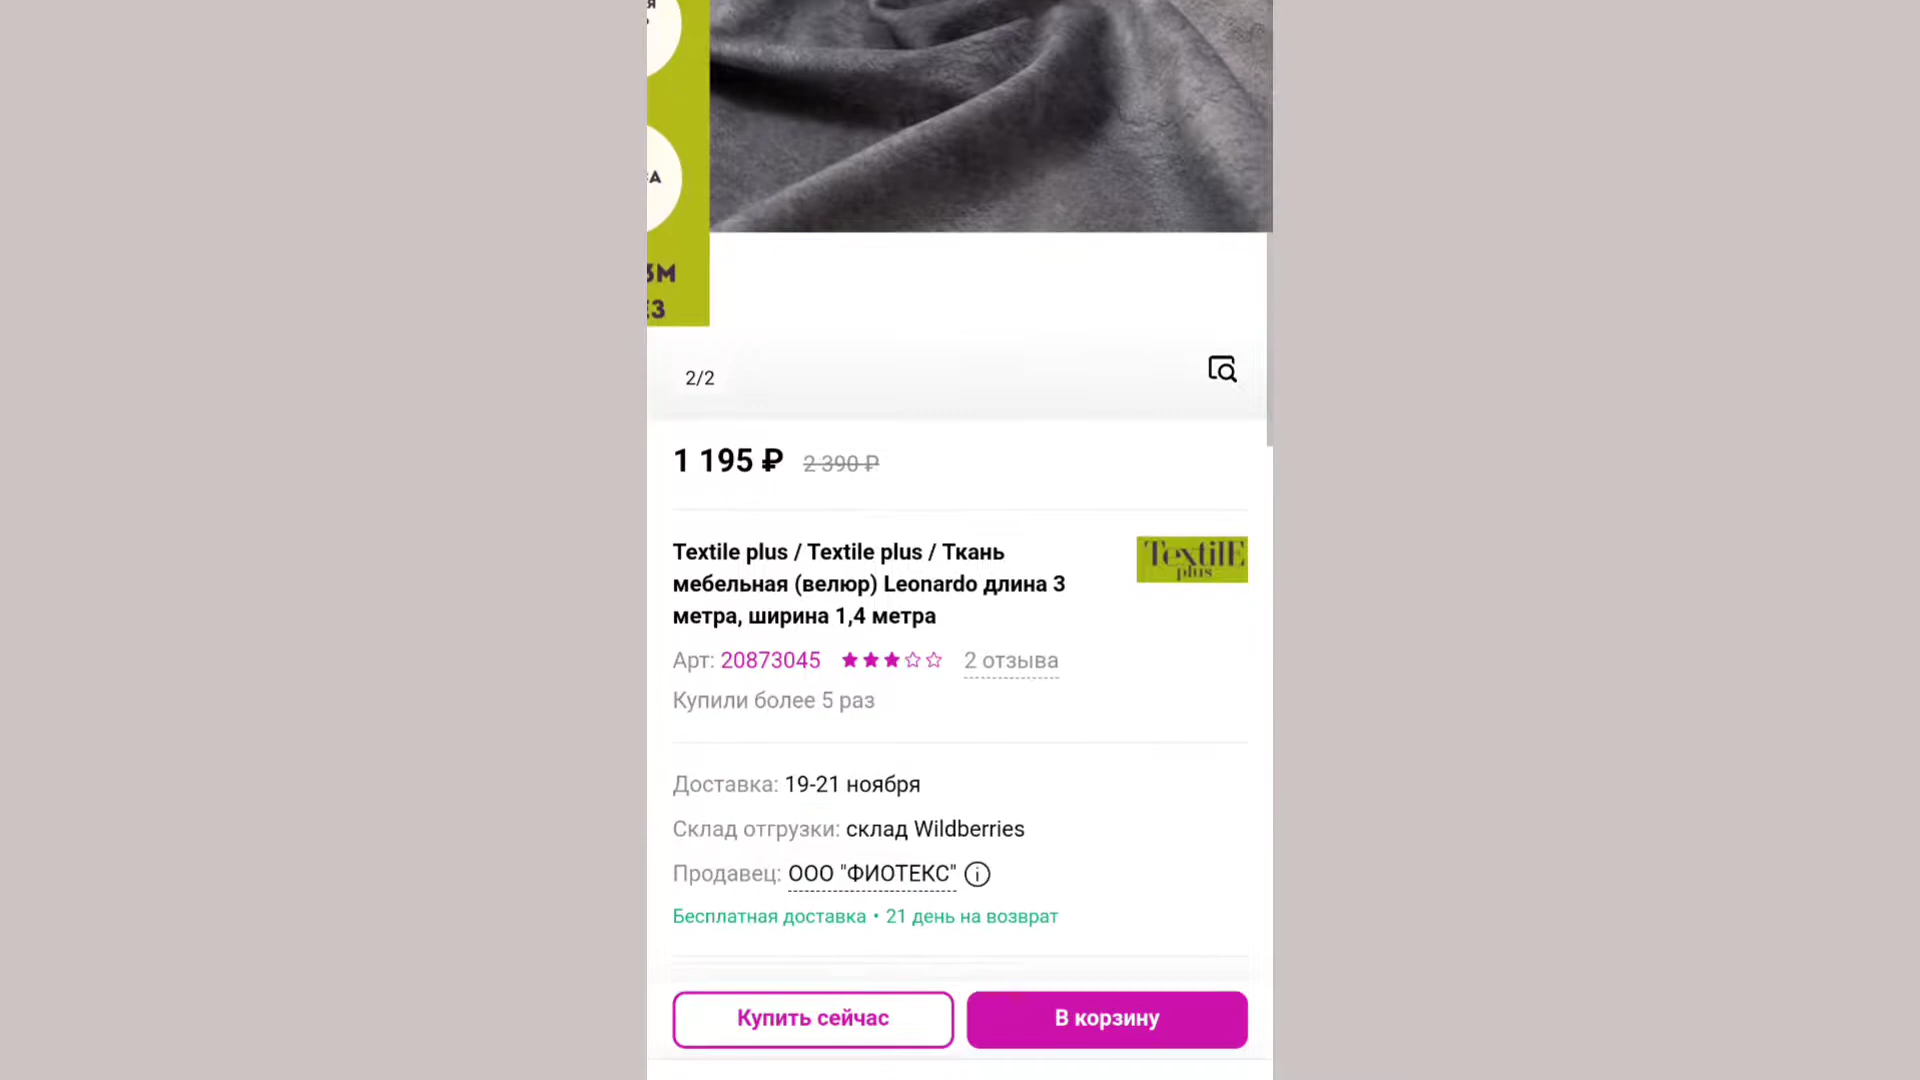 3М
2/2
1 195 ₽ 2 390 ₽
Textile plus / Textile plus / Ткань
мебельная (велюр) Leonardo длина 3
метра, ширина 1,4 метра
TextilE
plus
Арт: 20873045 2 отзыва
Купили более 5 раз
Доставка: 19-21 ноября
Склад отгрузки: склад Wildberries
Продавец: ООО "ФИОТЕКС"
Бесплатная доставка • 21 день на возврат
Купить сейчас
В корзину